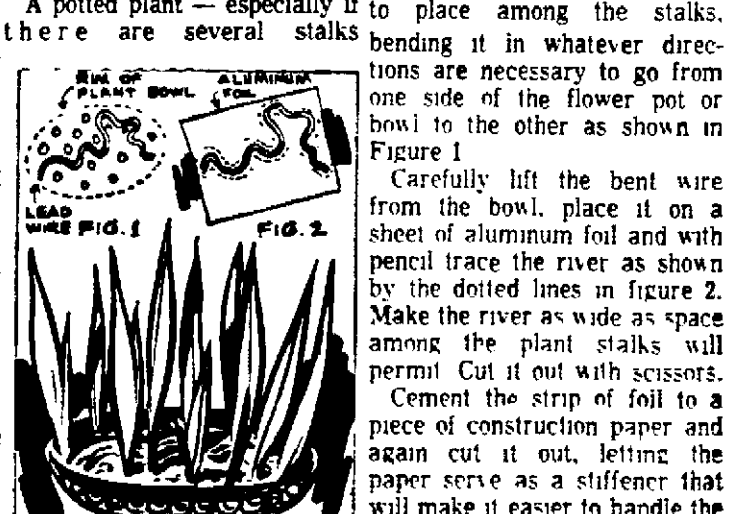 A potted plant — especially if
there are several stalks
RIM OF
PLANT BOWL
ALUMINUM
FOIL
LEAD
WIRE FIG. 1
FIG. 2
to place among the stalks,
bending it in whatever direc-
tions are necessary to go from
one side of the flower pot or
bowl to the other as shown in
Figure 1
Carefully lift the bent wire
from the bowl, place it on a
sheet of aluminum foil and with
pencil trace the river as shown
by the dotted lines in figure 2.
Make the river as wide as space
among the plant stalks will
permit Cut it out with scissors.
Cement the strip of foil to a
piece of construction paper and
again cut it out, letting the
paper serve as a stiffener that
will make it easier to handle the